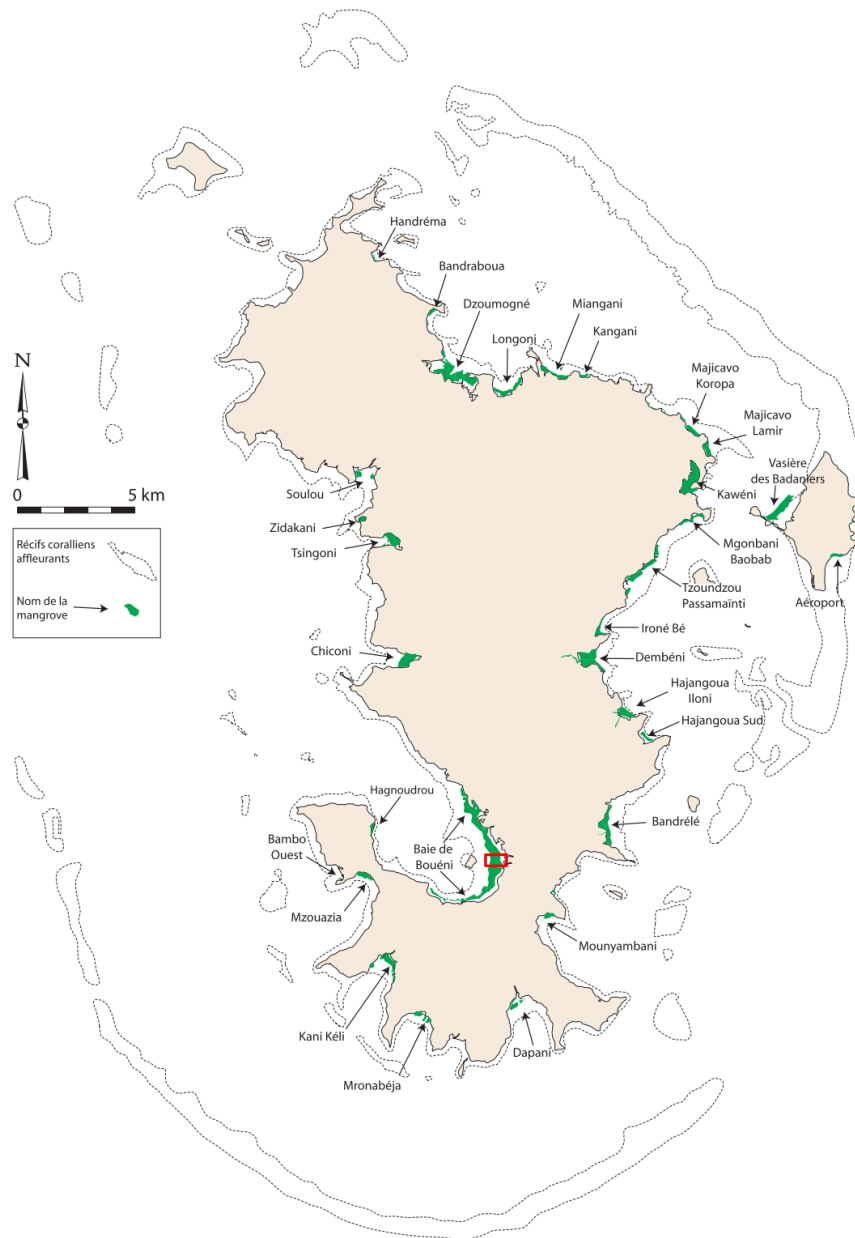 Handréma
Bandraboua
Dzoumogné
Miangani
Longoni
Kangani
Majicavo
Koropa
Majicavo
Lamir
Vasière
des Badamiers
Kawéni
N
0 5 km
Récifs coralliens
affleurants
Nom de la
mangrove
Soulou
Zidakani
Tsingoni
Mgonbani
Baobab
Tzoundzou
Passamaïnti
Aéroport
Ironé Bé
Chiconi
Dembéni
Hajangoua
Iloni
Hajangoua Sud
Hagnoudrou
Bandrélé
Bambo
Ouest
Baie de
Bouéni
Mzouazia
Mounyambani
Kani Kéli
Dapani
Mronabéja